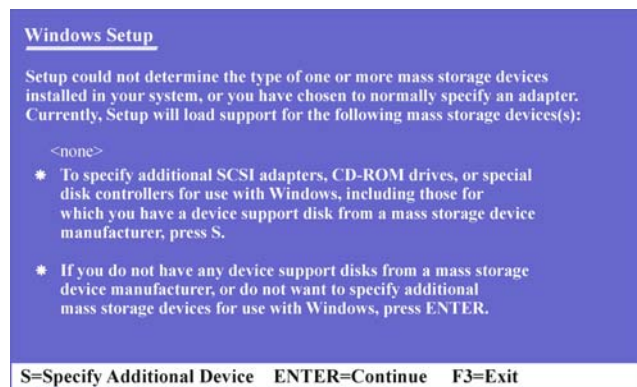 Windows Setup
Setup could not determine the type of one or more mass storage devices
installed in your system, or you have chosen to normally specify an adapter.
Currently, Setup will load support for the following mass storage devices(s):
<none>
* To specify additional SCSI adapters, CD-ROM drives, or special
disk controllers for use with Windows, including those for
which you have a device support disk from a mass storage device
manufacturer, press S.
* If you do not have any device support disks from a mass storage
device manufacturer, or do not want to specify additional
mass storage devices for use with Windows, press ENTER.
S=Specify Additional Device ENTER=Continue F3=Exit